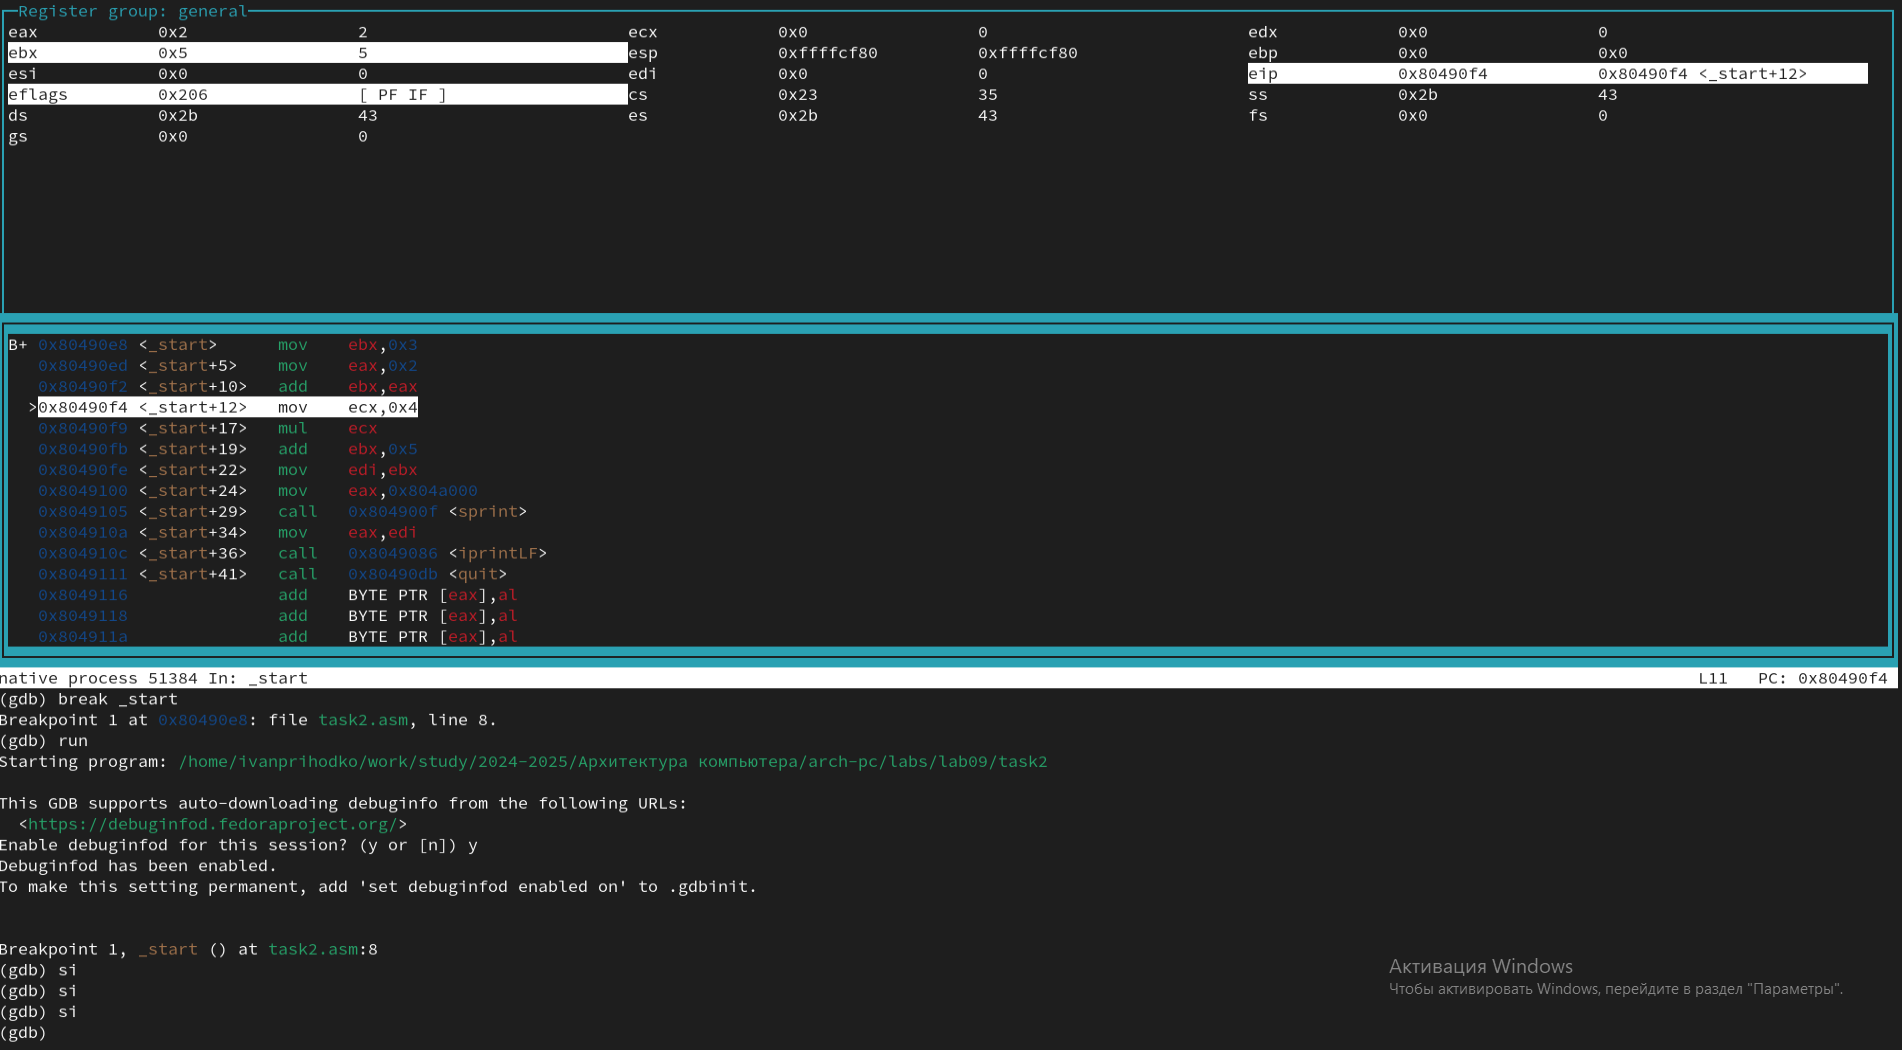 Register group: general
eax 0x2 2 ecx 0x0 0 edx 0x0 0
ebx 0x5 5 esp 0xffffcf80 0xffffcf80 ebp 0x0 0x0
esi 0x0 0 edi 0x0 0 eip 0x80490f4 0x80490f4 <_start+12>
eflags 0x206 [ PF IF ] cs 0x23 35 ss 0x2b 43
ds 0x2b 43 es 0x2b 43 fs 0x0 0
gs 0x0 0
B+ 0x80490e8 <_start> mov ebx,0x3
0x80490ed <_start+5> mov eax,0x2
0x80490f2 <_start+10> add ebx,eax
>0x80490f4 <_start+12> mov ecx,0x4
0x80490f9 <_start+17> mul ecx
0x80490fb <_start+19> add ebx,0x5
0x80490fe <_start+22> mov edi,ebx
0x8049100 <_start+24> mov eax,0x804a000
0x8049105 <_start+29> call 0x804900f <sprint>
0x804910a <_start+34> mov eax,edi
0x804910c <_start+36> call 0x8049086 <iprintLF>
0x8049111 <_start+41> call 0x80490db <quit>
0x8049116 add BYTE PTR [eax],al
0x8049118 add BYTE PTR [eax],al
0x804911a add BYTE PTR [eax],al
native process 51384 In: _start L11 PC: 0x80490f4
(gdb) break _start
Breakpoint 1 at 0x80490e8: file task2.asm, line 8.
(gdb) run
Starting program: /home/ivanprihodko/work/study/2024-2025/Архитектура компьютера/arch-pc/labs/lab09/task2
This GDB supports auto-downloading debuginfo from the following URLs:
<https://debuginfod.fedoraproject.org/>
Enable debuginfod for this session? (y or [n]) y
Debuginfod has been enabled.
To make this setting permanent, add 'set debuginfod enabled on' to .gdbinit.
Breakpoint 1, _start () at task2.asm:8
(gdb) si
(gdb) si
(gdb) si
(gdb)
Активация Windows
Чтобы активировать Windows, перейдите в раздел "Параметры".